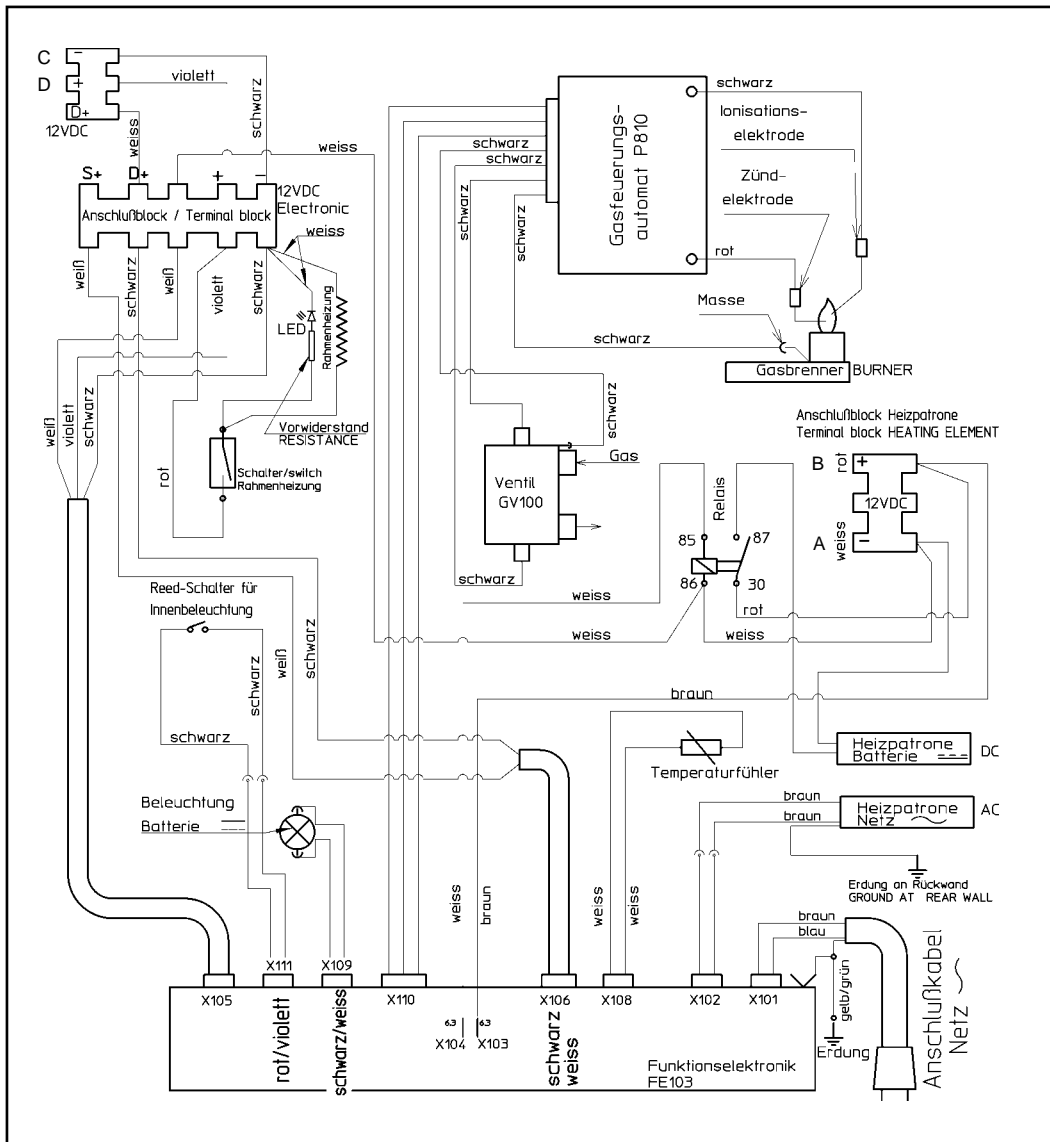 C
−
D
+
violett
D+
12VDC
weiss
schwarz
weiss
S+
D+
+
−
12VDC
Electronic
Anschlußblock / Terminal block
weiss
weiß
schwarz
weiß
violett
schwarz
LED
Rahmenheizung
Vorwiderstand
RESISTANCE
weiß
violett
schwarz
rot
Schalter/switch
Rahmenheizung
schwarz
schwarz
schwarz
schwarz
Gasfeuerungs-
automat P810
schwarz
Ionisations-
elektrode
Zünd-
elektrode
rot
Masse
schwarz
Gasbrenner
BURNER
schwarz
Gas
Ventil
GV100
schwarz
Anschlußblock Heizpatrone
Terminal block HEATING ELEMENT
B
rot
+
12VDC
A
weiss
−
Relais
85
87
86
30
weiss
rot
weiss
weiss
Reed-Schalter für
Innenbeleuchtung
schwarz
weiß
schwarz
schwarz
braun
Temperaturfühler
Heizpatrone
Batterie
DC
Heizpatrone
Netz
AC
braun
braun
Erdung an Rückwand
GROUND AT REAR WALL
Beleuchtung
Batterie
weiss
braun
weiss
weiss
braun
blau
gelb/grün
Erdung
Anschlußkabel
Netz
X105
X111
X109
X110
X106
X108
X102
X101
6.3
6.3
X104
X103
rot/violett
schwarz/weiss
schwarz
weiss
Funktionselektronik
FE103